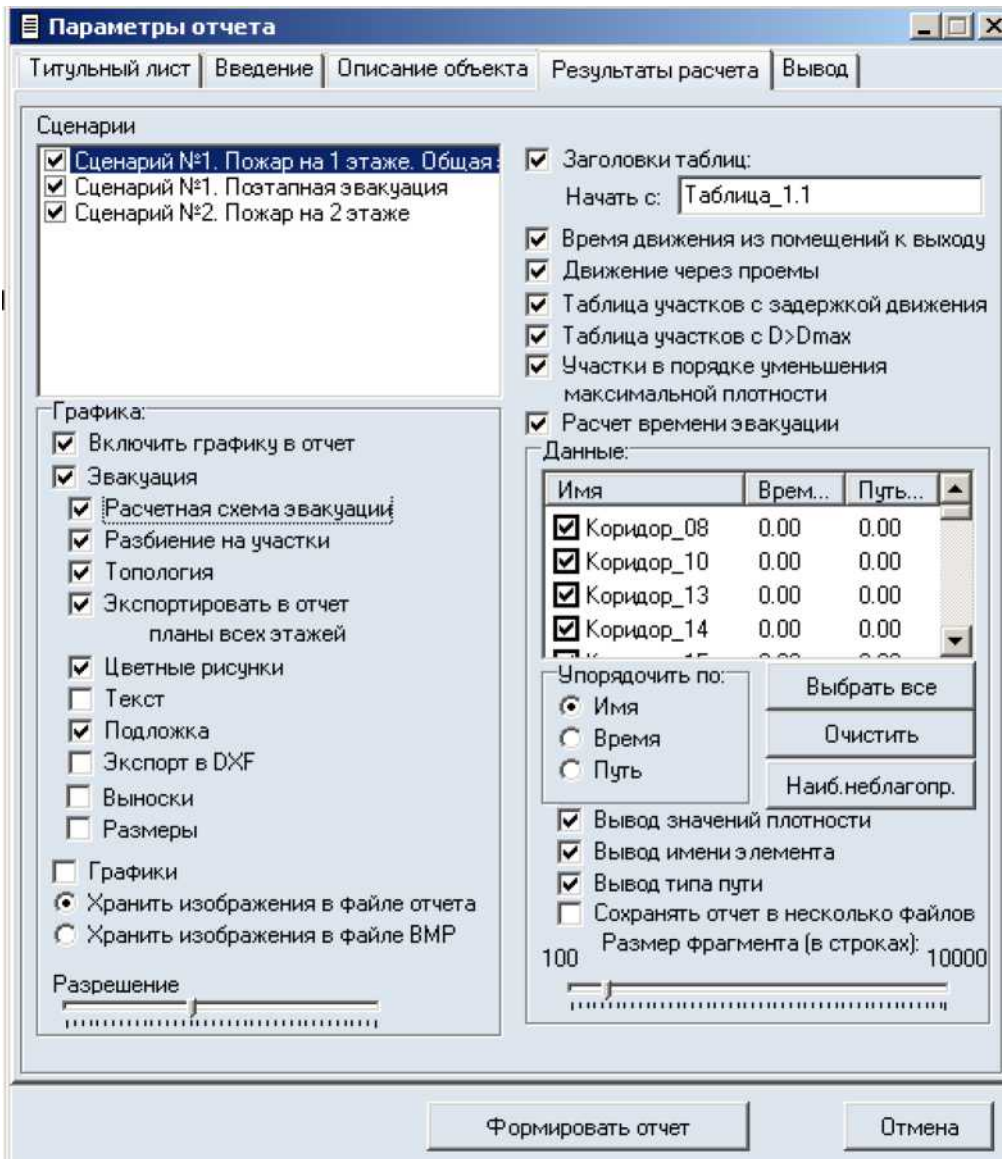 Параметры отчета
Титульный лист
Введение
Описание объекта
Результаты расчета
Вывод
Сценарии
Сценарий №1. Пожар на 1 этаже. Общая
Сценарий №1. Поэтапная эвакуация
Сценарий №2. Пожар на 2 этаже
Графика:
Включить графику в отчет
Эвакуация
Расчетная схема эвакуации
Разбиение на участки
Топология
Экспортировать в отчет
планы всех этажей
Цветные рисунки
Текст
Подложка
Экспорт в DXF
Выноски
Размеры
Графики
Хранить изображения в файле отчета
Хранить изображения в файле BMP
Разрешение
Заголовки таблиц:
Начать с: Таблица_1.1
Время движения из помещений к выходу
Движение через проемы
Таблица участков с задержкой движения
Таблица участков с D>Dmax
Участки в порядке уменьшения
максимальной плотности
Расчет времени эвакуации
Данные:
Имя Врем... Путь...
Коридор_08 0.00 0.00
Коридор_10 0.00 0.00
Коридор_13 0.00 0.00
Коридор_14 0.00 0.00
Упорядочить по:
Имя
Время
Путь
Выбрать все
Очистить
Наиб.неблагопр.
Вывод значений плотности
Вывод имени элемента
Вывод типа пути
Сохранять отчет в несколько файлов
Размер фрагмента (в строках):
100 10000
Формировать отчет
Отмена